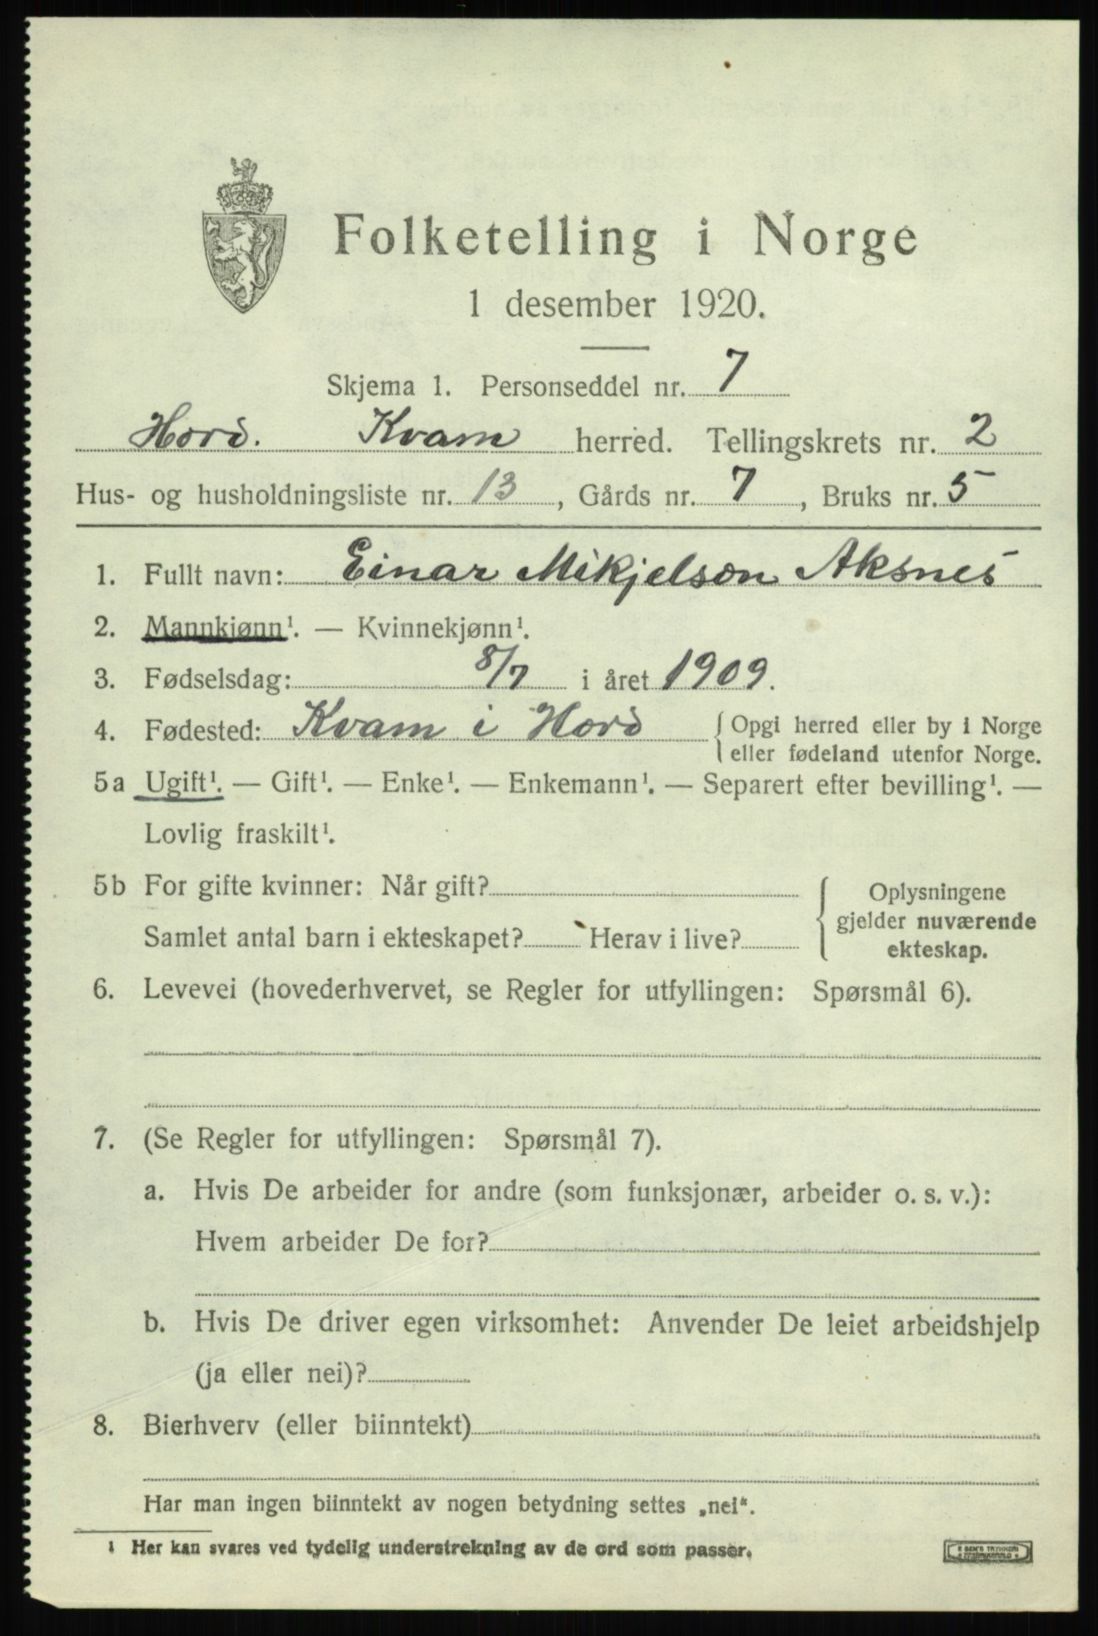 Folketelling i Norge
1 desember 1920.
Skjema 1. Personseddel nr. 7
Hord. Kvam herred. Tellingskrets nr. 2
Hus- og husholdningsliste nr. 13, Gårds nr. 7, Bruks nr. 5
1. Fullt navn: Einar Mikjelson Aksnes
2. Mannkjønn¹. — Kvinnekjønn¹.
3. Fødselsdag: 8/7 i året 1909.
4. Fødested: Kvam i Hord { Opgi herred eller by i Norge
eller fødeland utenfor Norge.
5a Ugift¹. — Gift¹. — Enke¹. — Enkemann¹. — Separert efter bevilling¹. —
Lovlig fraskilt¹.
5b For gifte kvinner: Når gift?
Samlet antal barn i ekteskapet? Herav i live?
{ Oplysningene
gjelder nuværende
ekteskap.
6. Levevei (hovederhvervet, se Regler for utfyllingen: Spørsmål 6).
7. (Se Regler for utfyllingen: Spørsmål 7).
a. Hvis De arbeider for andre (som funksjonær, arbeider o. s. v.):
Hvem arbeider De for?
b. Hvis De driver egen virksomhet: Anvender De leiet arbeidshjelp
(ja eller nei)?
8. Bierhverv (eller biinntekt)
Har man ingen biinntekt av nogen betydning settes „nei“.
¹ Her kan svares ved tydelig understrekning av de ord som passer.